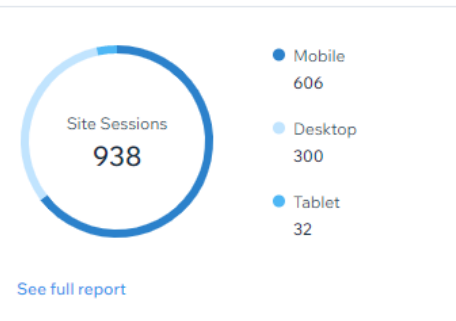 Site Sessions
938
Mobile
606
Desktop
300
Tablet
32
See full report